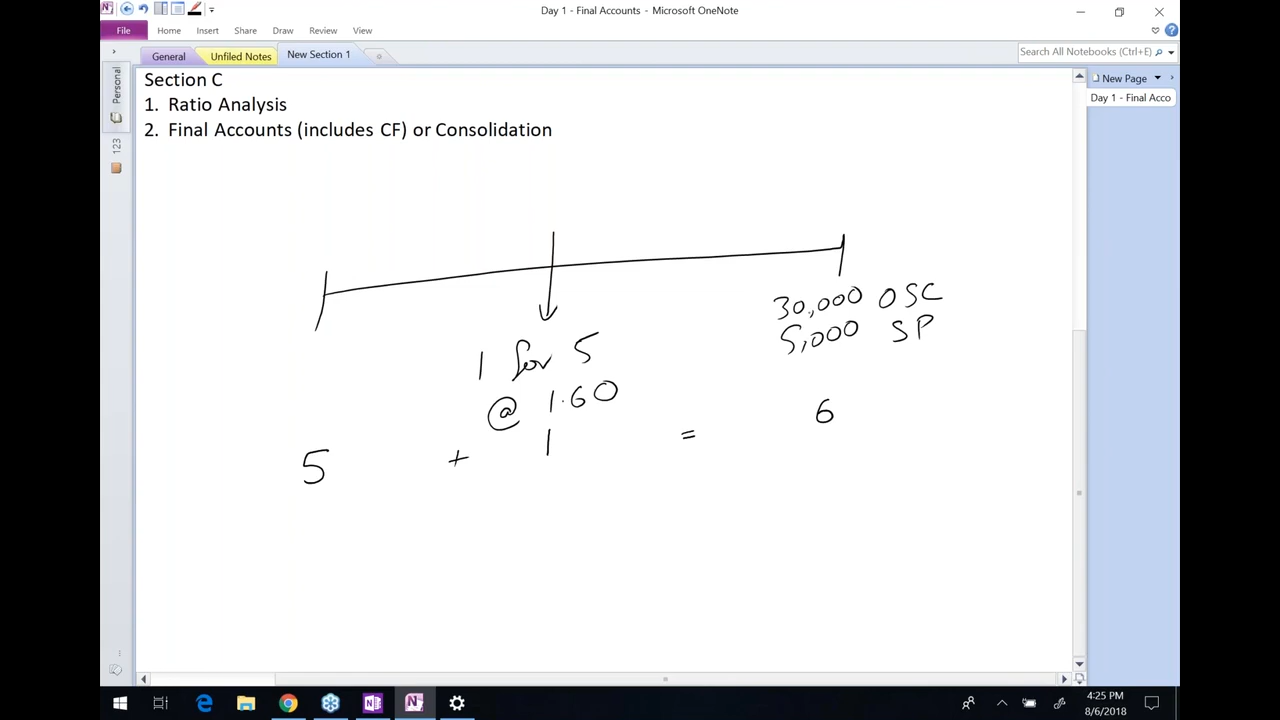 Day 1 - Final Accounts - Microsoft OneNote
File Home Insert Share Draw Review View
General Unfiled Notes New Section 1
Search All Notebooks (Ctrl+E)
New Page
Day 1 - Final Acco
Personal
123
Section C
1. Ratio Analysis
2. Final Accounts (includes CF) or Consolidation
30,000 OSC
5,000 SP
1 for 5
@ 1.60
5 + 1 = 6
4:25 PM
8/6/2018